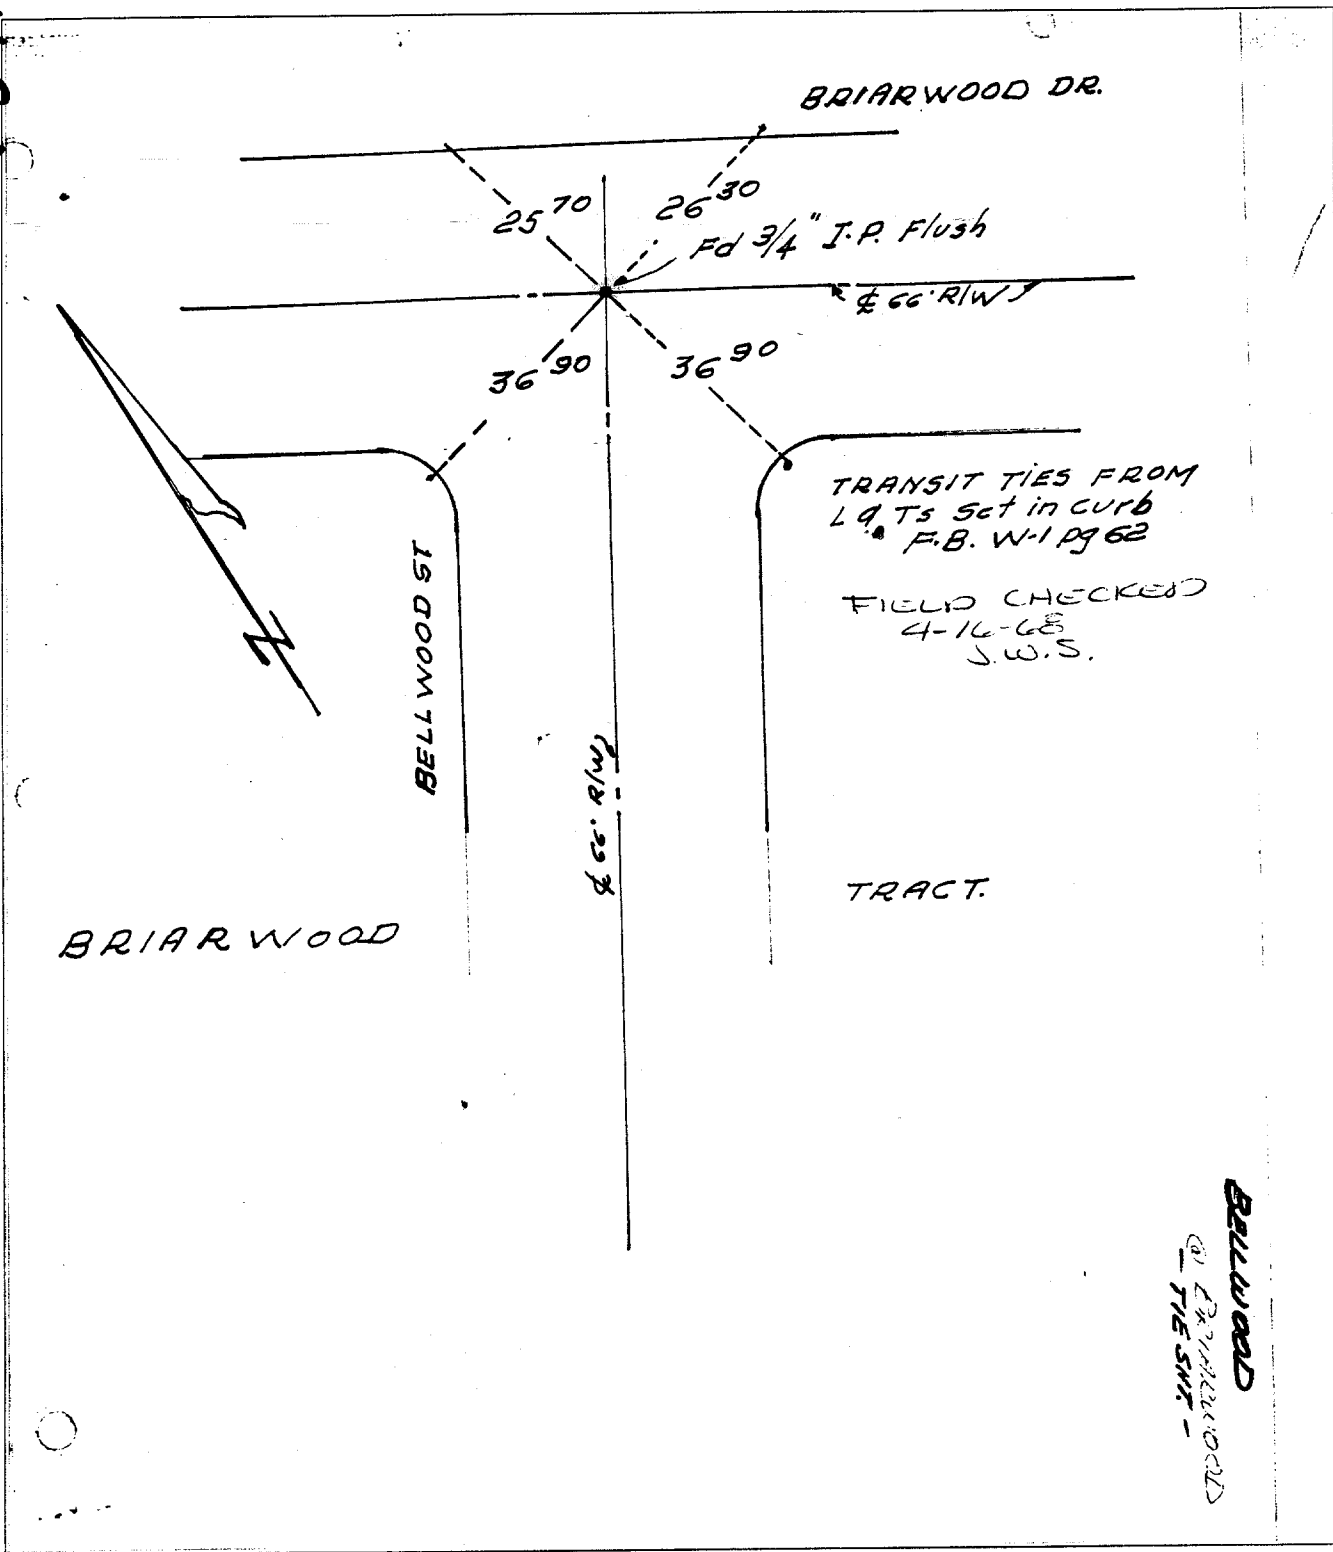 BRIARWOOD DR.
25 70
26 30
Fd 3/4" I.P. Flush
℄ 66' R/W
36 90
36 90
TRANSIT TIES FROM
L & Ts Set in curb
F.B. W-1 pg 62
FIELD CHECKED
4-16-68
J.W.S.
BELLWOOD ST
R/W
N
TRACT.
BRIARWOOD
BELLWOOD
@ BRIARWOOD
- TIE SHT. -